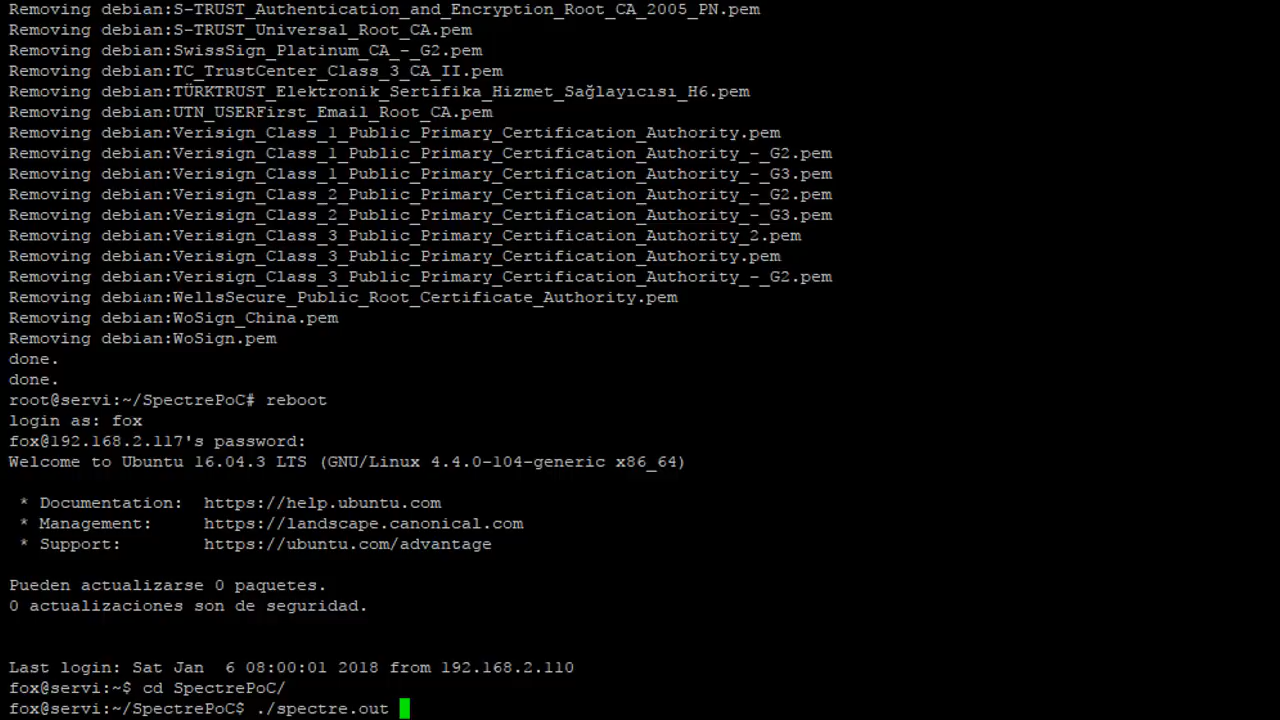 Removing debian:S-TRUST_Authentication_and_Encryption_Root_CA_2005_PN.pem
Removing debian:S-TRUST_Universal_Root_CA.pem
Removing debian:SwissSign_Platinum_CA_-_G2.pem
Removing debian:TC_TrustCenter_Class_3_CA_II.pem
Removing debian:TÜRKTRUST_Elektronik_Sertifika_Hizmet_Sağlayıcısı_H6.pem
Removing debian:UTN_USERFirst_Email_Root_CA.pem
Removing debian:Verisign_Class_1_Public_Primary_Certification_Authority.pem
Removing debian:Verisign_Class_1_Public_Primary_Certification_Authority_-_G2.pem
Removing debian:Verisign_Class_1_Public_Primary_Certification_Authority_-_G3.pem
Removing debian:Verisign_Class_2_Public_Primary_Certification_Authority_-_G2.pem
Removing debian:Verisign_Class_2_Public_Primary_Certification_Authority_-_G3.pem
Removing debian:Verisign_Class_3_Public_Primary_Certification_Authority_2.pem
Removing debian:Verisign_Class_3_Public_Primary_Certification_Authority.pem
Removing debian:Verisign_Class_3_Public_Primary_Certification_Authority_-_G2.pem
Removing debian:WellsSecure_Public_Root_Certificate_Authority.pem
Removing debian:WoSign_China.pem
Removing debian:WoSign.pem
done.
done.
root@servi:~/SpectrePoC# reboot
login as: fox
fox@192.168.2.117's password:
Welcome to Ubuntu 16.04.3 LTS (GNU/Linux 4.4.0-104-generic x86_64)
* Documentation:  https://help.ubuntu.com
* Management:     https://landscape.canonical.com
* Support:        https://ubuntu.com/advantage
Pueden actualizarse 0 paquetes.
0 actualizaciones son de seguridad.
Last login: Sat Jan  6 08:00:01 2018 from 192.168.2.110
fox@servi:~$ cd SpectrePoC/
fox@servi:~/SpectrePoC$ ./spectre.out